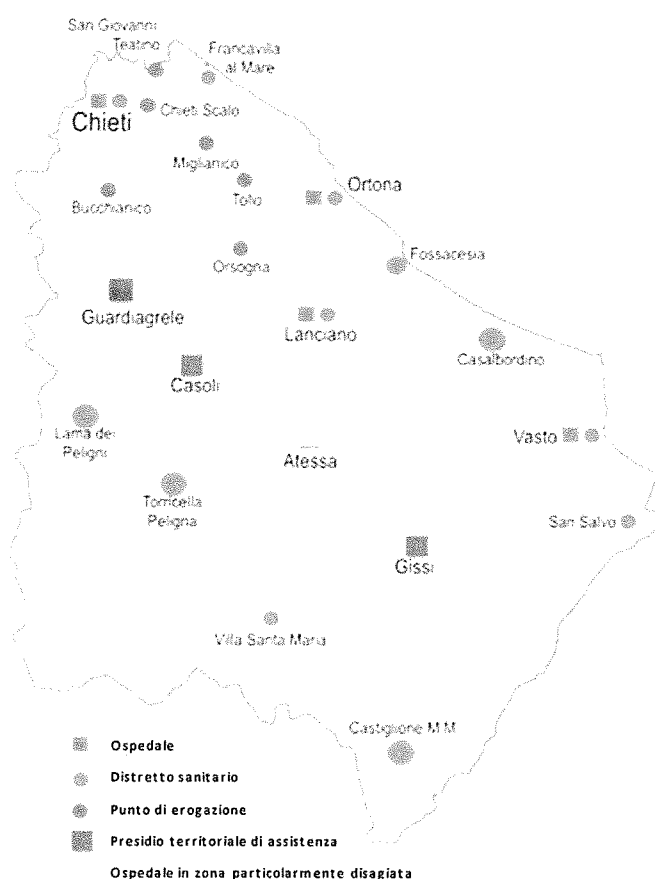 San Giovanni
Teatino
Francavilla
al Mare
Chieti
Chieti Scalo
Miglianico
Tollo
Ortona
Bucchianico
Orsogna
Fossacesia
Guardiagrele
Lanciano
Casalbordino
Casoli
Lama dei
Peligni
Vasto
Atessa
Torricella
Peligna
San Salvo
Gissi
Villa Santa Maria
Castiglione M.M.
Ospedale
Distretto sanitario
Punto di erogazione
Presidio territoriale di assistenza
Ospedale in zona particolarmente disagiata